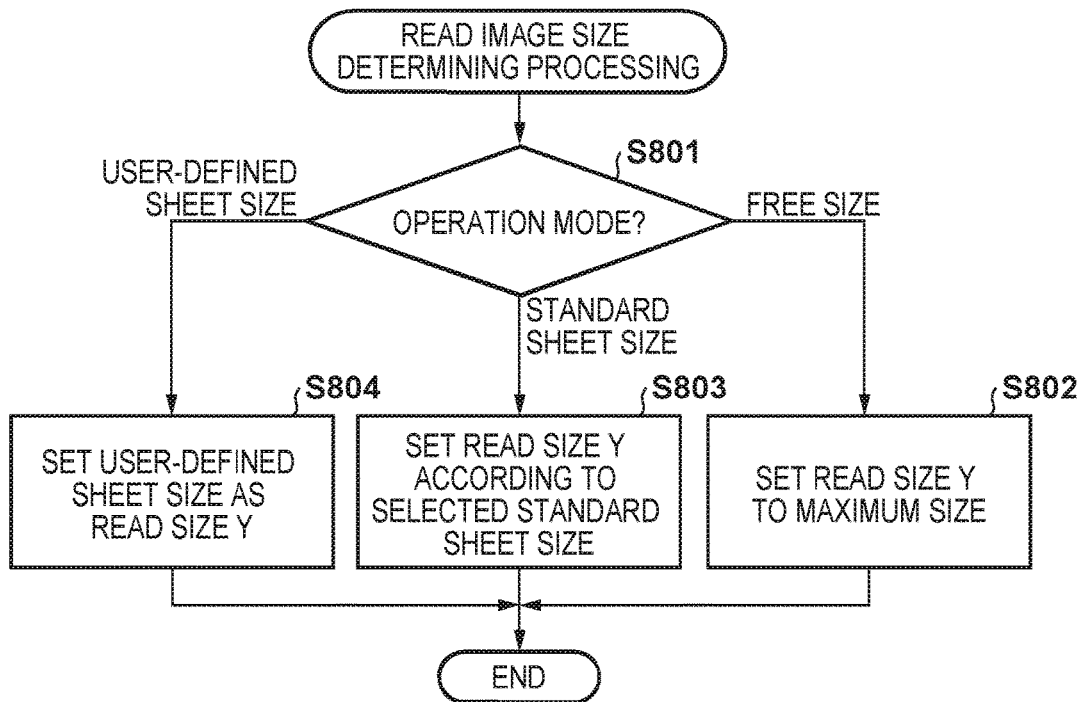 READ IMAGE SIZE
DETERMINING PROCESSING
S801
USER-DEFINED
SHEET SIZE
OPERATION MODE?
FREE SIZE
STANDARD
SHEET SIZE
S804
SET USER-DEFINED
SHEET SIZE AS
READ SIZE Y
S803
SET READ SIZE Y
ACCORDING TO
SELECTED STANDARD
SHEET SIZE
S802
SET READ SIZE Y
TO MAXIMUM SIZE
END